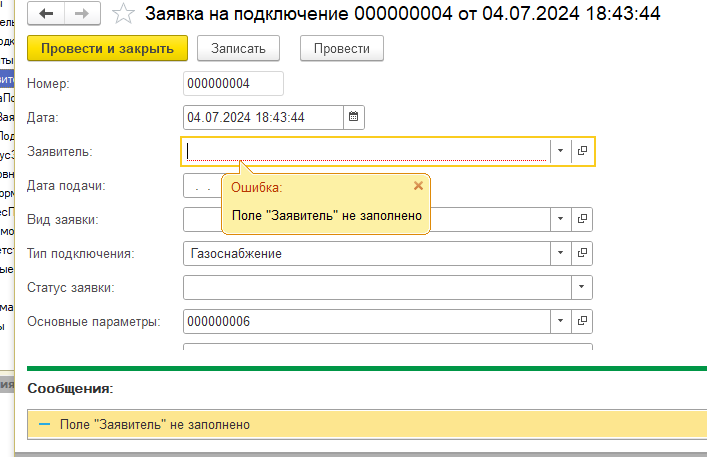 Заявка на подключение 000000004 от 04.07.2024 18:43:44
Провести и закрыть Записать Провести
Номер: 000000004
Дата: 04.07.2024 18:43:44
Заявитель:
Ошибка:
Поле "Заявитель" не заполнено
Дата подачи: . .
Вид заявки:
Тип подключения: Газоснабжение
Статус заявки:
Основные параметры: 000000006
Сообщения:
Поле "Заявитель" не заполнено